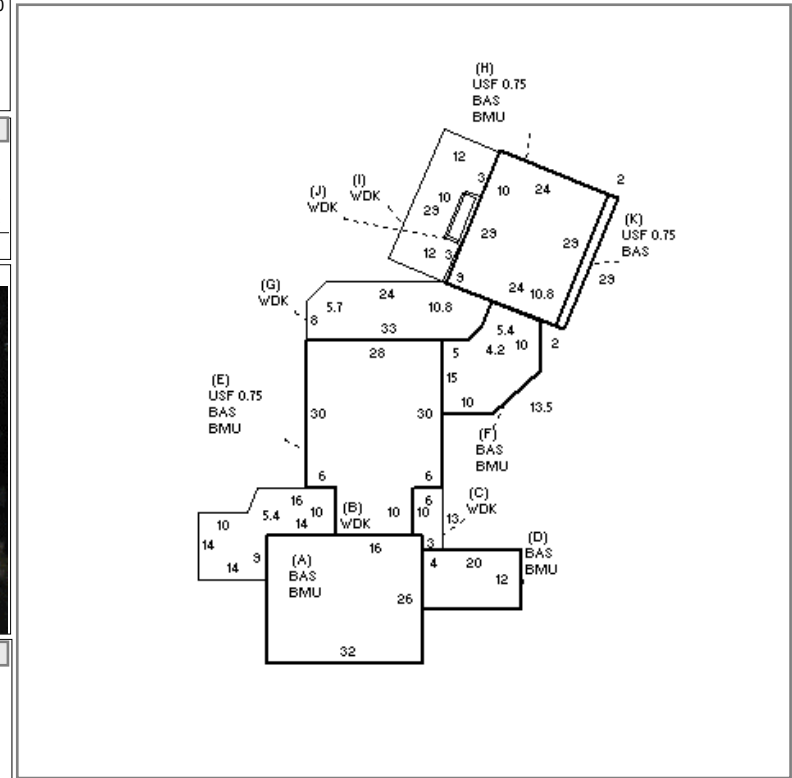 (H)
USF 0.75
BAS
BMU
12
3
10
24
2
(I)
WDK
(J)
WDK
10
29
29
29
(K)
USF 0.75
BAS
29
12
3
9
24
10.8
(G)
WDK
5.7
24
10.8
8
33
5.4
4.2
10
2
28
5
15
10
13.5
(E)
USF 0.75
BAS
BMU
30
30
(F)
BAS
BMU
6
6
16
10
5.4
14
10
14
14
9
(B)
WDK
10
10
6
(C)
WDK
13
3
16
(A)
BAS
BMU
4
20
12
(D)
BAS
BMU
26
32